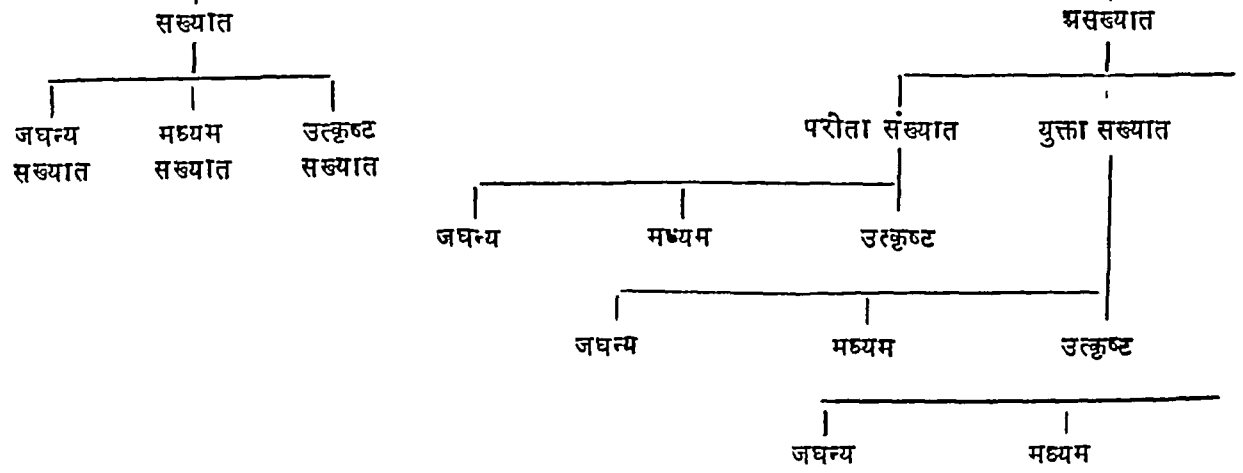 सख्यात
असख्यात
जघन्य मध्यम उत्कृष्ट
सख्यात सख्यात सख्यात
परीता संख्यात युक्ता सख्यात
जघन्य मध्यम उत्कृष्ट
जघन्य मध्यम उत्कृष्ट
जघन्य मध्यम